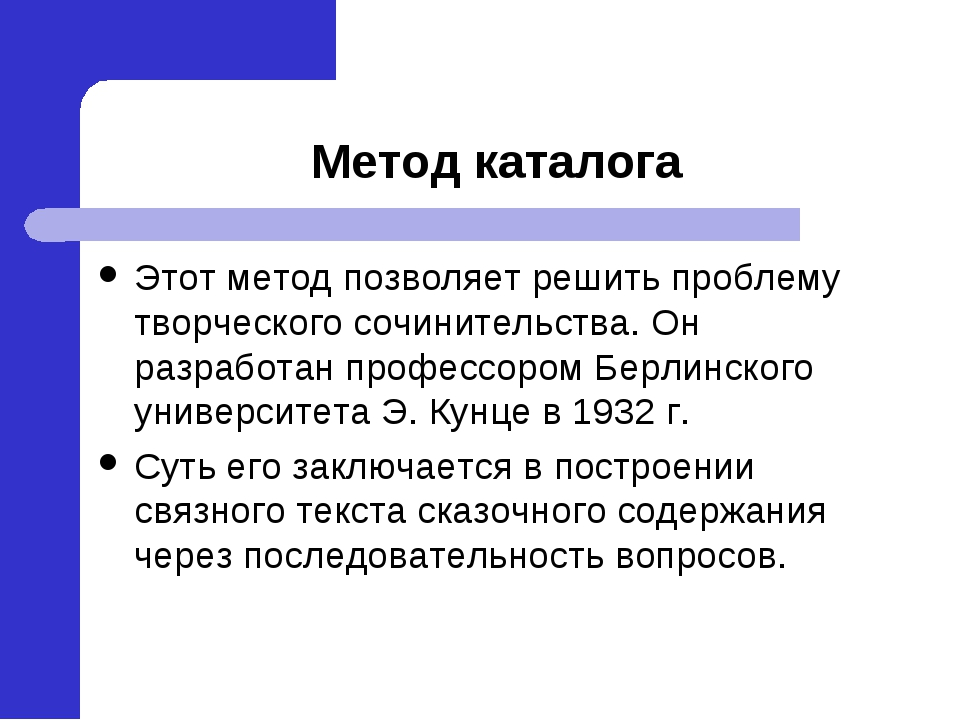 Метод каталога
Этот метод позволяет решить проблему
творческого сочинительства. Он
разработан профессором Берлинского
университета Э. Кунце в 1932 г.
Суть его заключается в построении
связного текста сказочного содержания
через последовательность вопросов.